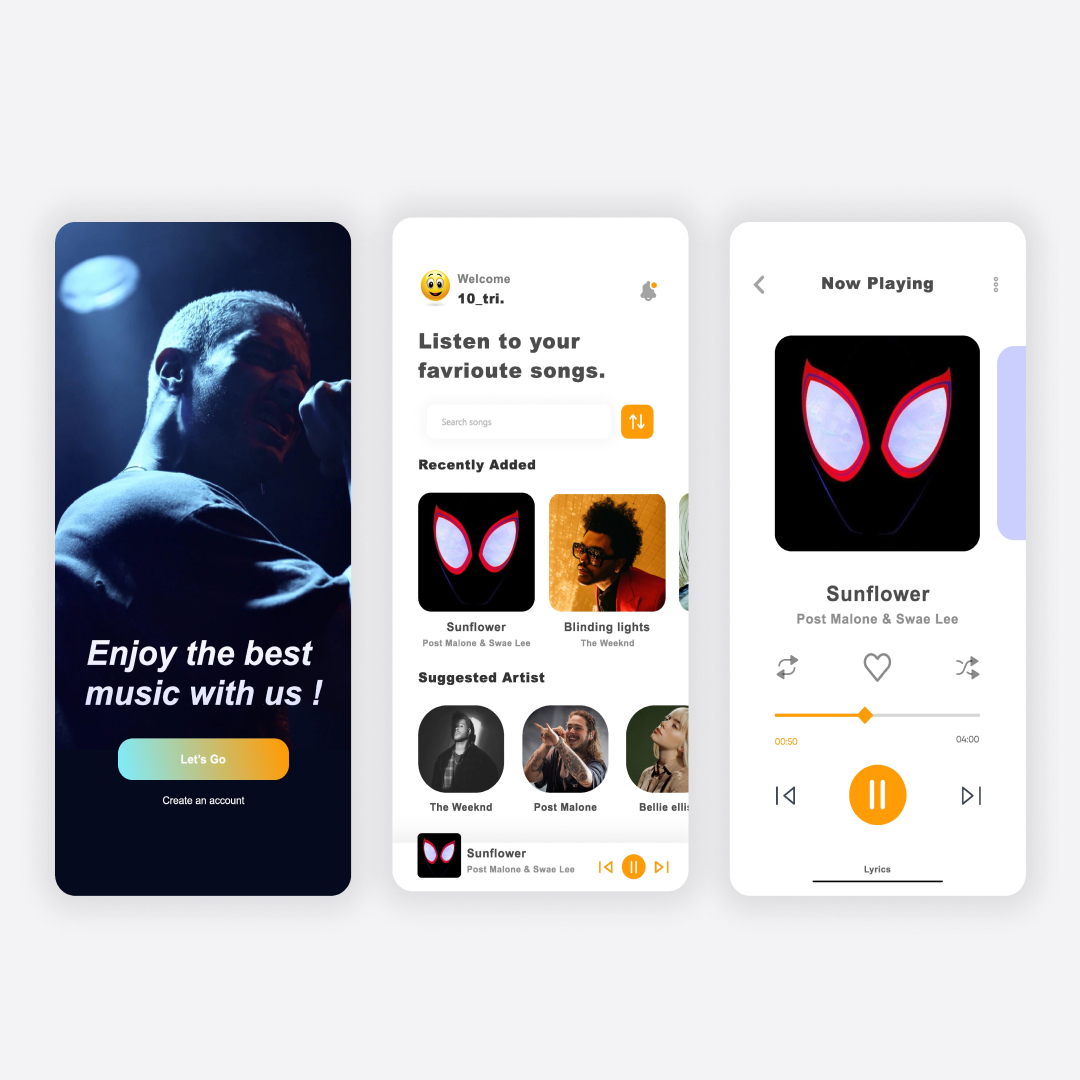 Enjoy the best
music with us !
Let's Go
Create an account
Welcome
10_tri.
Listen to your
favrioute songs.
Search songs
Recently Added
Sunflower
Post Malone & Swae Lee
Blinding lights
The Weeknd
Suggested Artist
The Weeknd
Post Malone
Bellie ellis
Sunflower
Post Malone & Swae Lee
Now Playing
Sunflower
Post Malone & Swae Lee
00:50
04:00
Lyrics